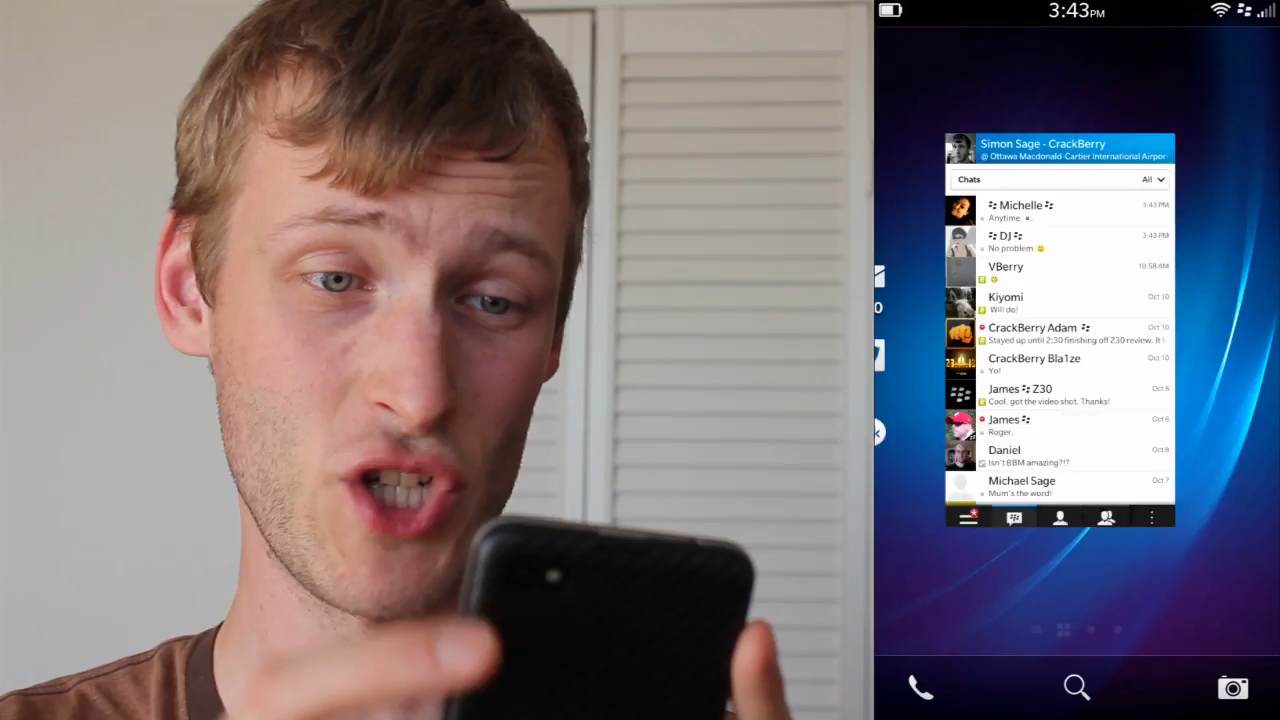 3:43PM
Simon Sage - CrackBerry
@ Ottawa Macdonald-Cartier International Airpor
Chats All
Michelle 3:43 PM
Anytime.
DJ 3:43 PM
No problem
VBerry 10:58 AM
Kiyomi Oct 10
Will do!
CrackBerry Adam Oct 10
Stayed up until 2:30 finishing off Z30 review. It i-
CrackBerry Bla1ze Oct 10
Yo!
James Z30 Oct 8
Cool, got the video shot. Thanks!
James Oct 8
Roger.
Daniel Oct 8
Isn't BBM amazing?!?
Michael Sage Oct 7
Mum's the word!
0